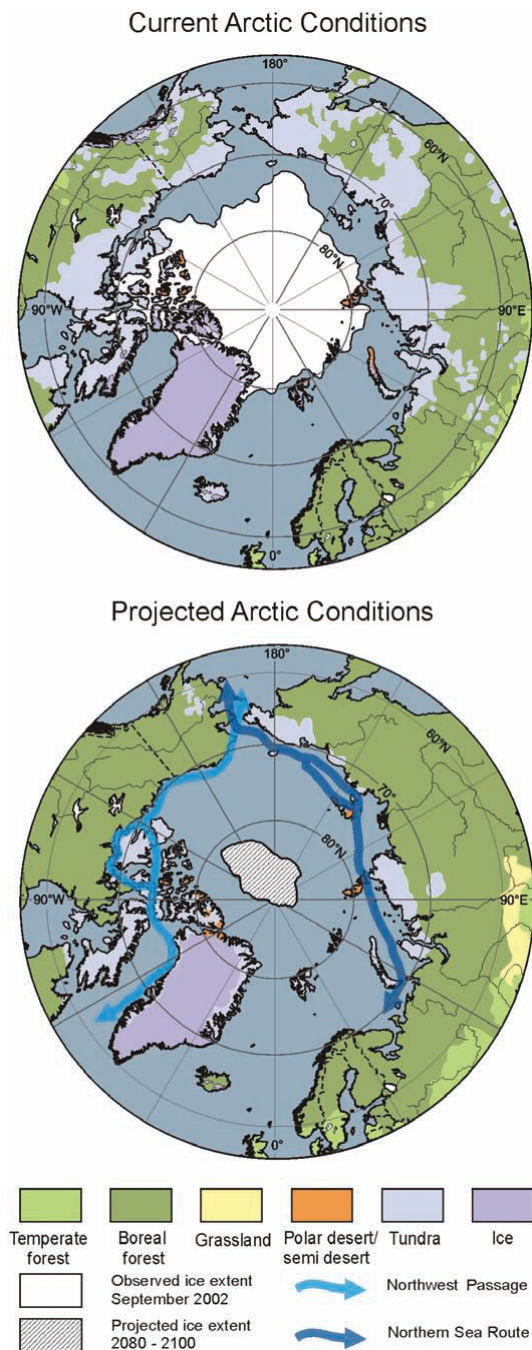 Current Arctic Conditions
180°
60°N
70°
80°N
90°W
90°E
0°
Projected Arctic Conditions
180°
60°N
70°
80°N
90°W
90°E
70°
Temperate
forest
Boreal
forest
Grassland
Polar desert/
semi desert
Tundra
Ice
Observed ice extent
September 2002
Northwest Passage
Projected ice extent
2080 - 2100
Northern Sea Route